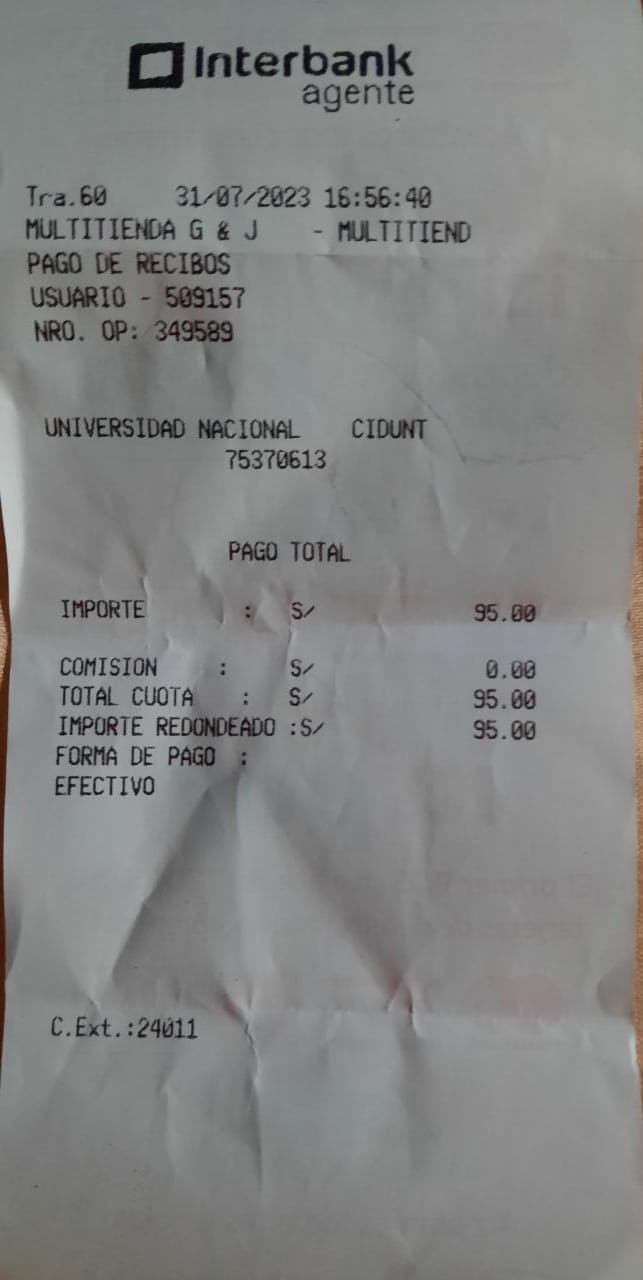 Interbank
agente
Tra.60 31/07/2023 16:56:40
MULTITIENDA G & J - MULTITIEND
PAGO DE RECIBOS
USUARIO - 509157
NRO. OP: 349589
UNIVERSIDAD NACIONAL CIDUNT
75370613
PAGO TOTAL
IMPORTE : S/ 95.00
COMISION : S/ 0.00
TOTAL CUOTA : S/ 95.00
IMPORTE REDONDEADO :S/ 95.00
FORMA DE PAGO :
EFECTIVO
C.Ext.:24011